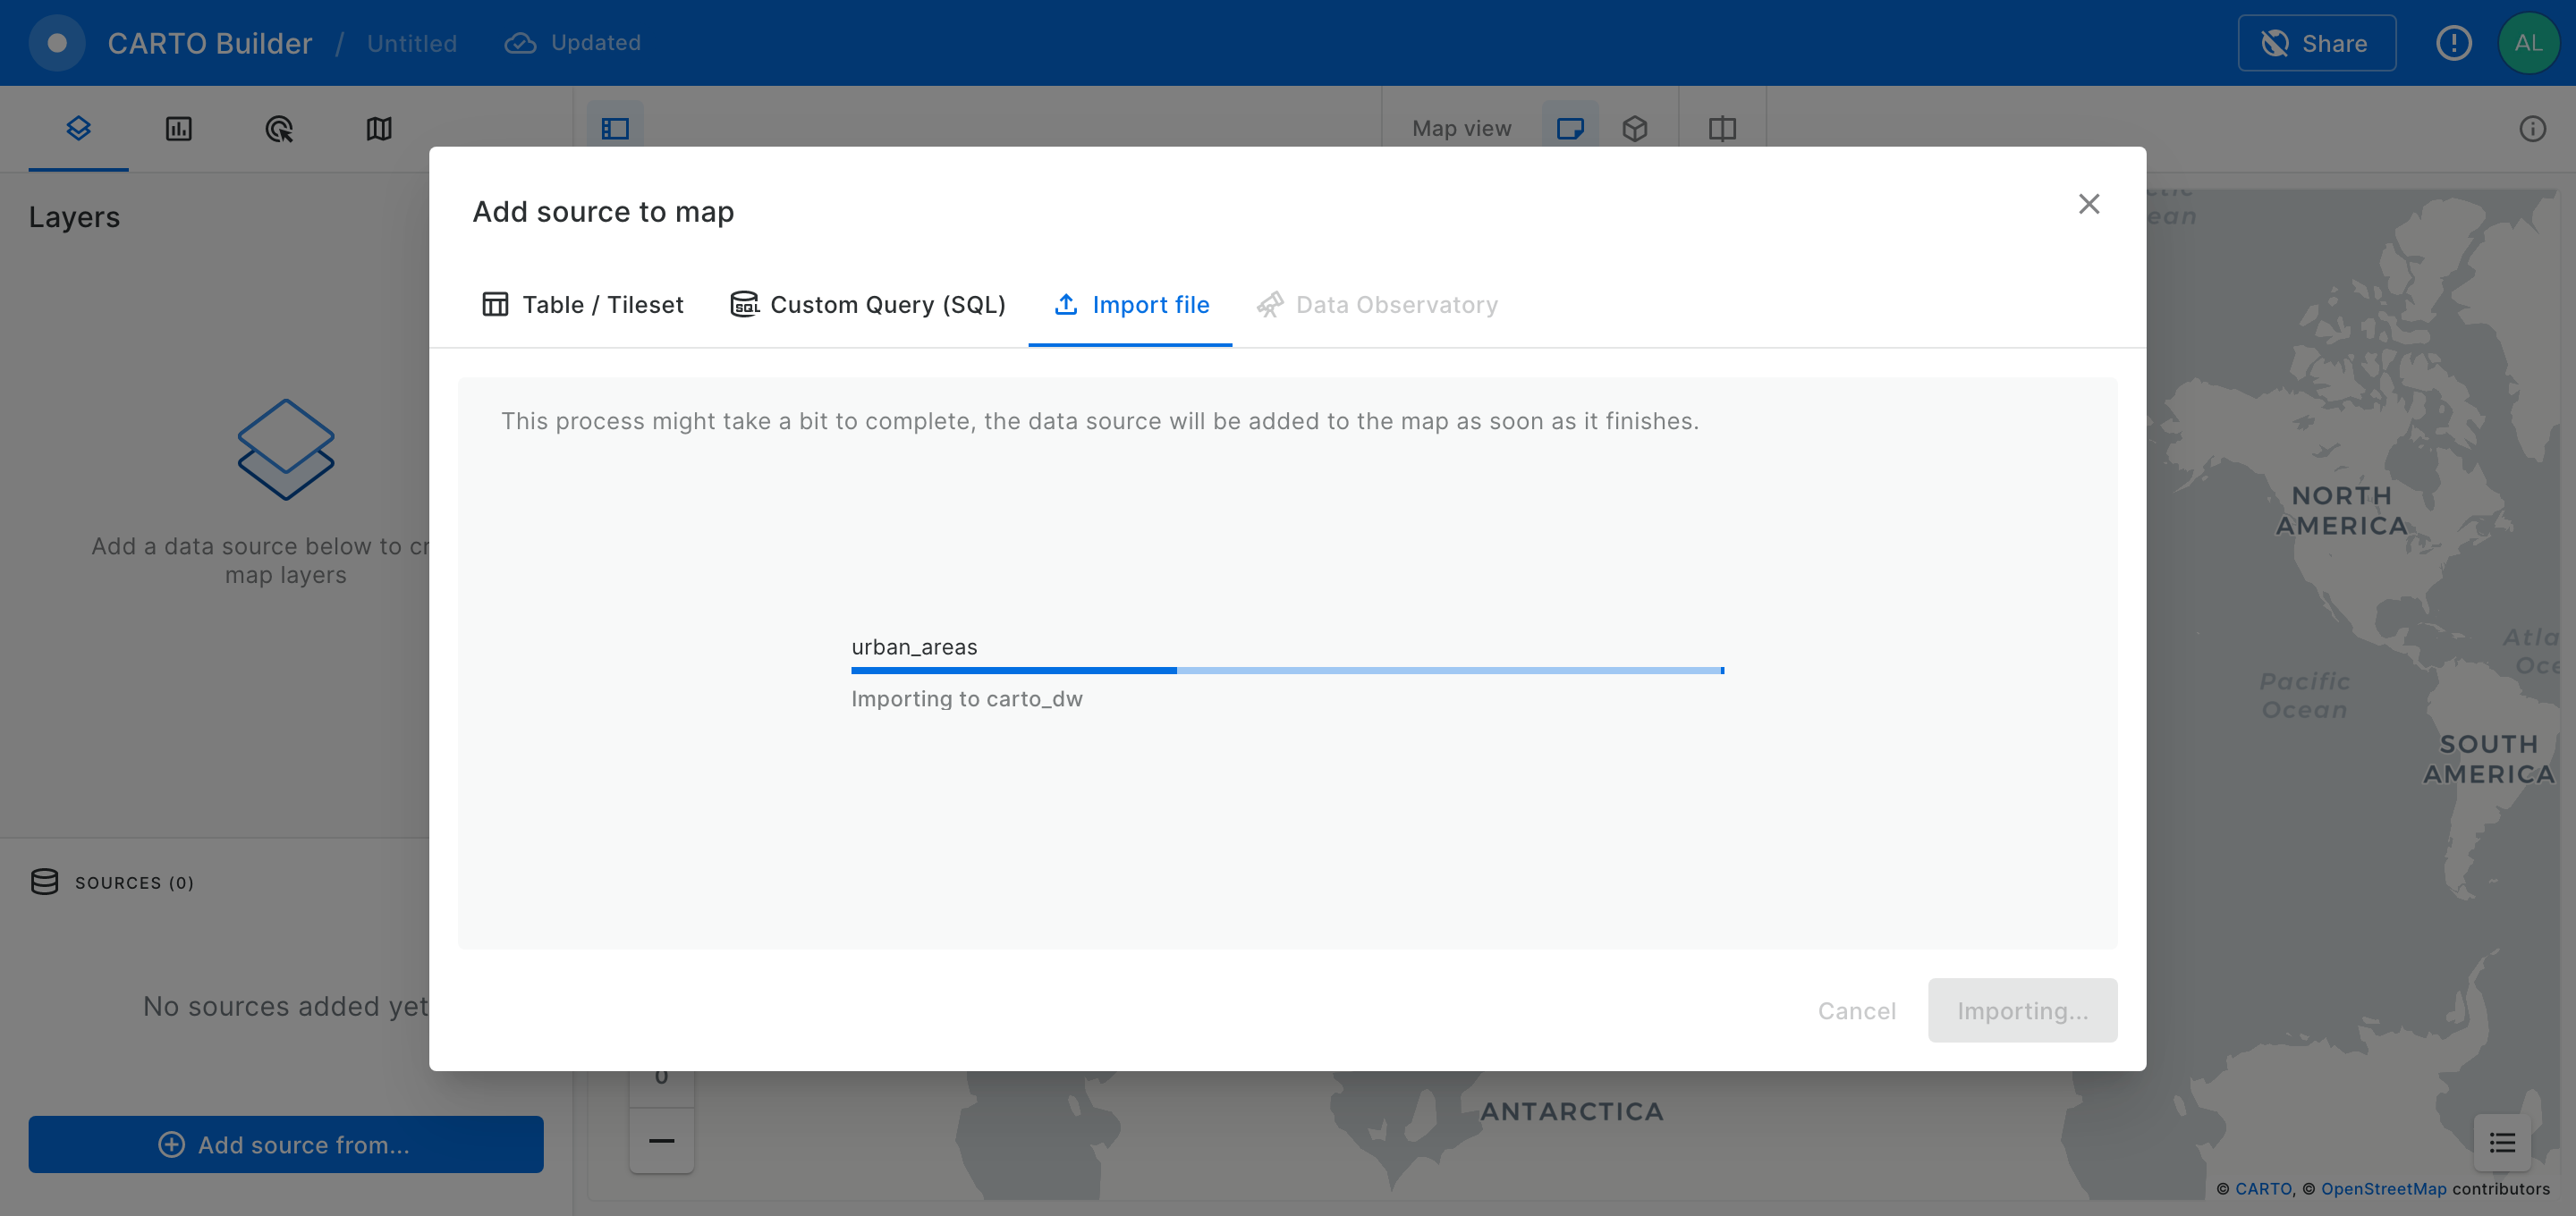 CARTO Builder / Untitled Updated Share AL
Map view
Layers
Add a data source below to
map layers
SOURCES (0)
No sources added yet
Add source from...
Add source to map
Table / Tileset Custom Query (SQL) Import file Data Observatory
This process might take a bit to complete, the data source will be added to the map as soon as it finishes.
urban_areas
Importing to carto_dw
Cancel Importing...
NORTH
AMERICA
Pacific
Ocean
SOUTH
AMERICA
0
ANTARCTICA
© CARTO, © OpenStreetMap contributors